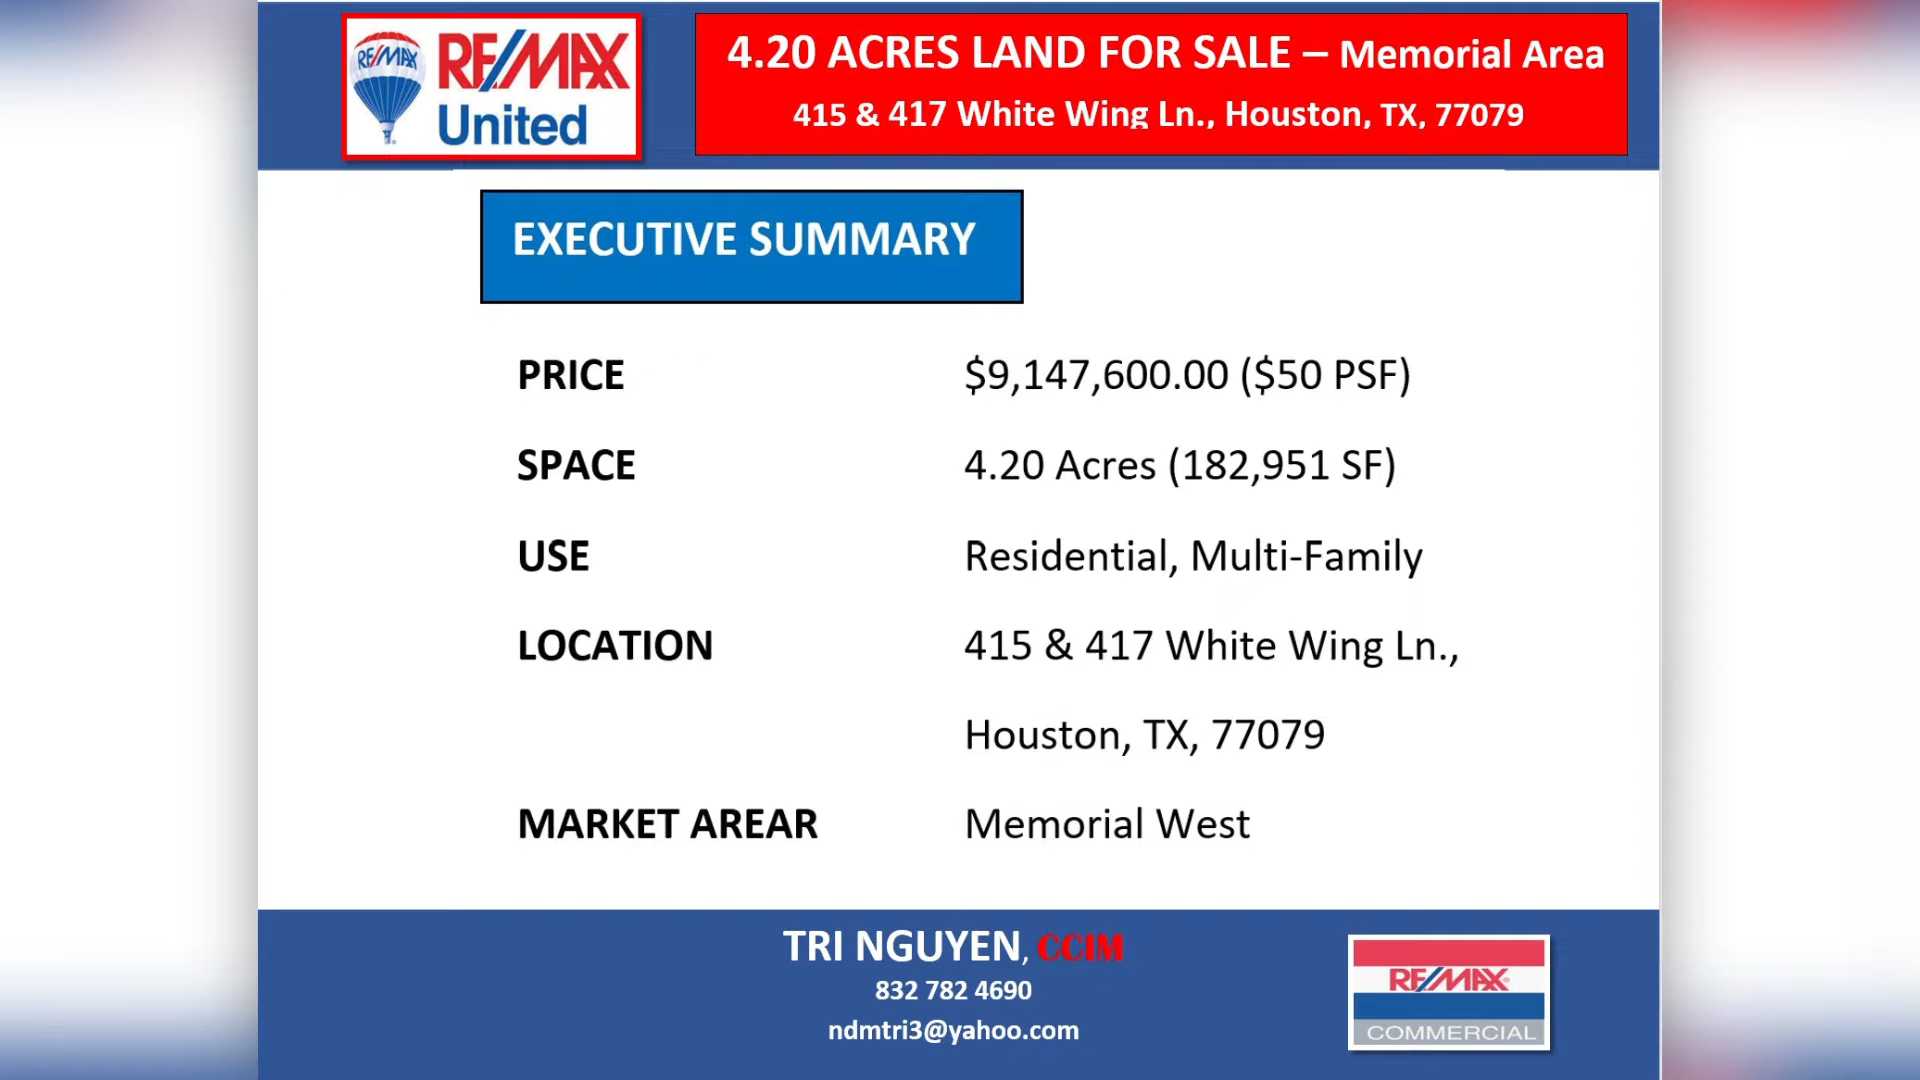 RE/MAX
RE/MAX
United
4.20 ACRES LAND FOR SALE – Memorial Area
415 & 417 White Wing Ln., Houston, TX, 77079
EXECUTIVE SUMMARY
PRICE $9,147,600.00 ($50 PSF)
SPACE 4.20 Acres (182,951 SF)
USE Residential, Multi-Family
LOCATION 415 & 417 White Wing Ln.,
Houston, TX, 77079
MARKET AREAR Memorial West
TRI NGUYEN, CCIM
832 782 4690
ndmtri3@yahoo.com
RE/MAX
COMMERCIAL